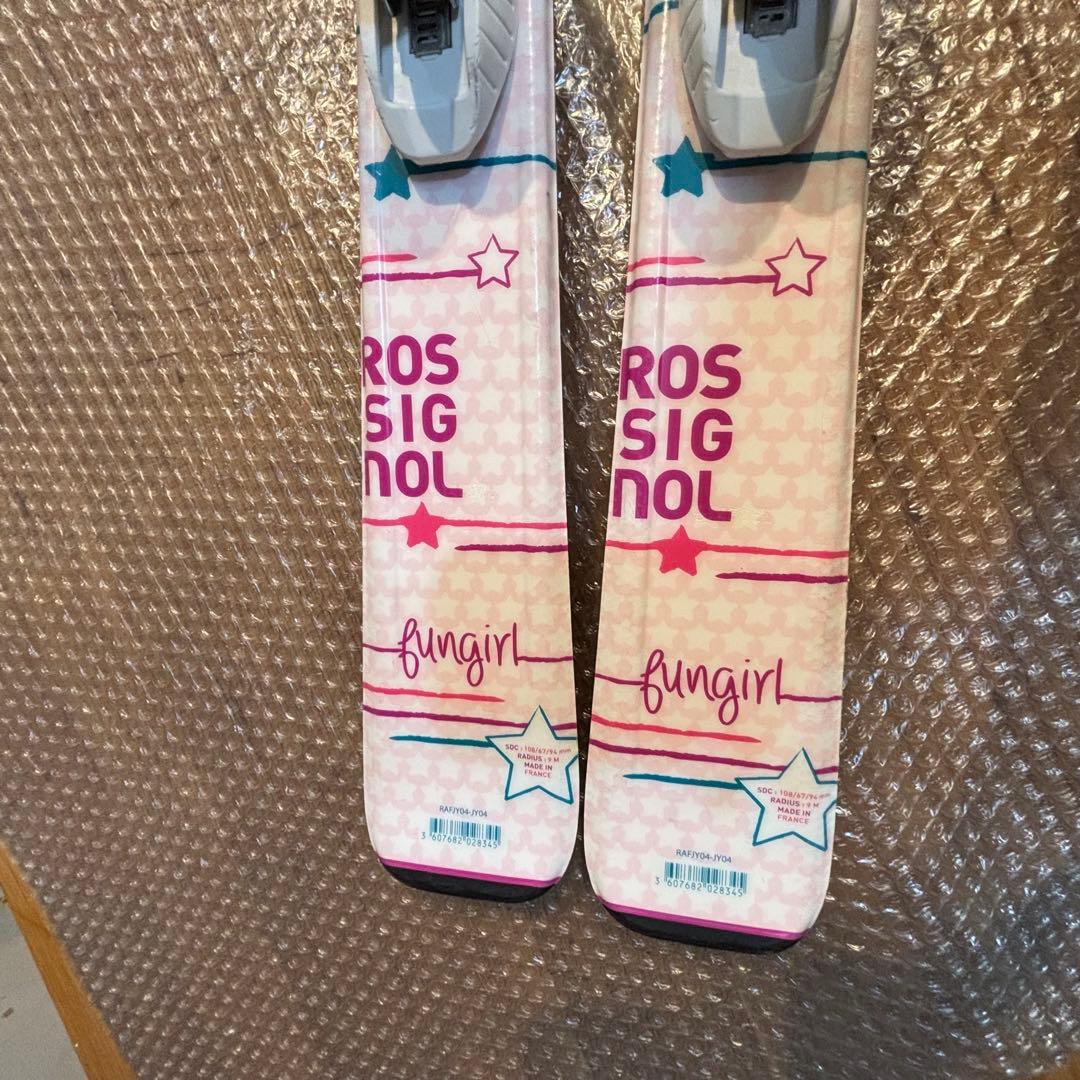 ROS
SIG
NOL
fungirl
SDC : 108/67/94 mm
RADIUS : 9 M
MADE IN
FRANCE
RAFJY04-JY04
3 607682 028345
ROS
SIG
NOL
fungirl
SDC : 108/67/94 mm
RADIUS : 9 M
MADE IN
FRANCE
RAFJY04-JY04
3 607682 028345